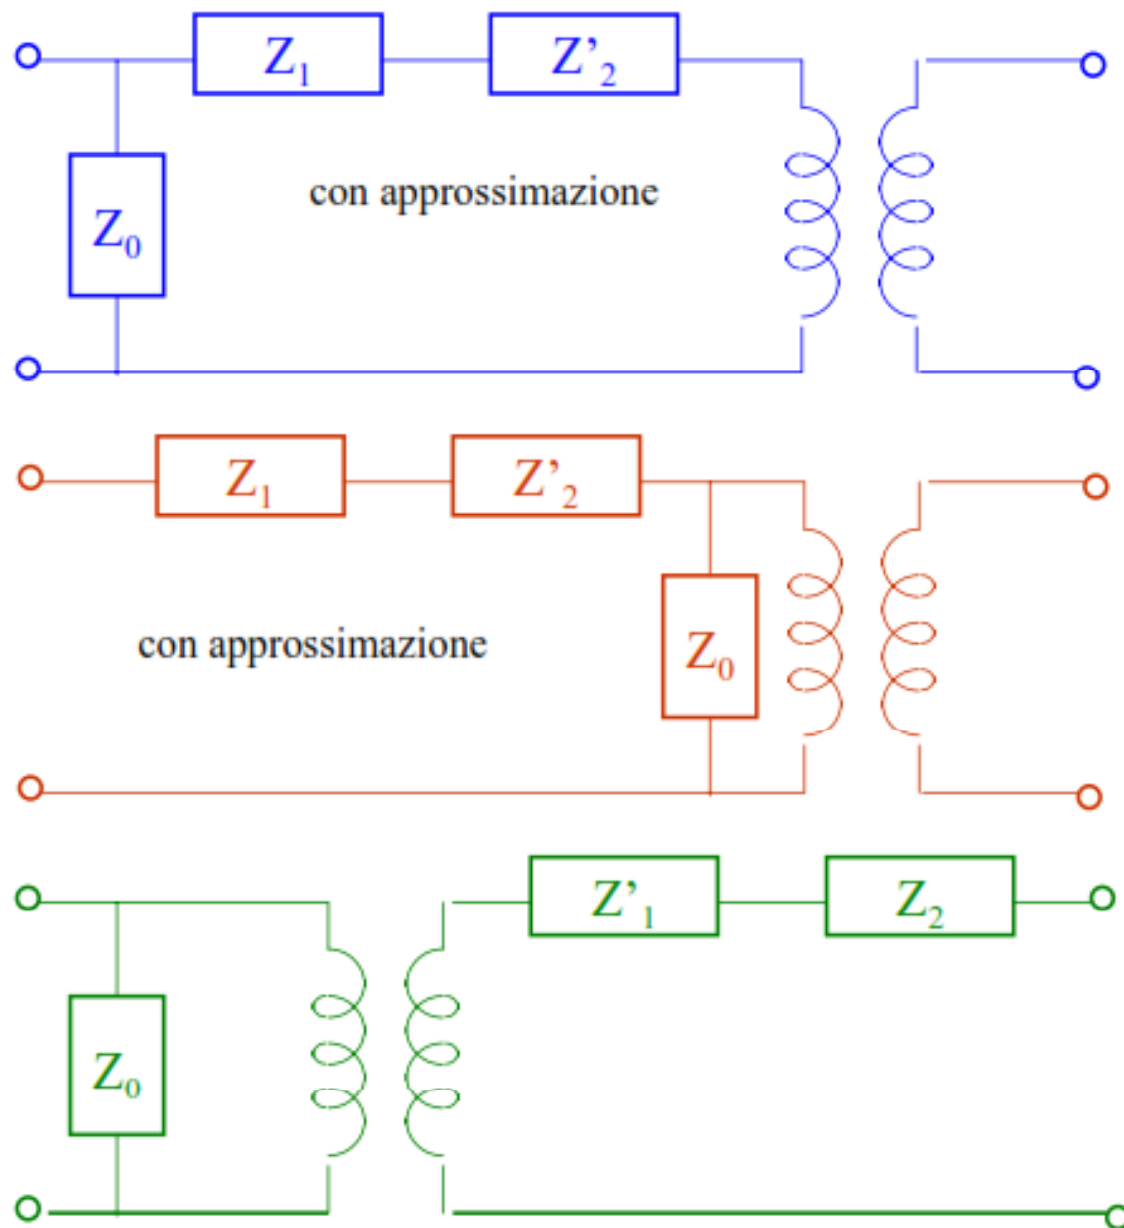 Z₁ Z’₂
con approssimazione
Z₀
Z₁ Z’₂
con approssimazione
Z₀
Z’₁ Z₂
Z₀